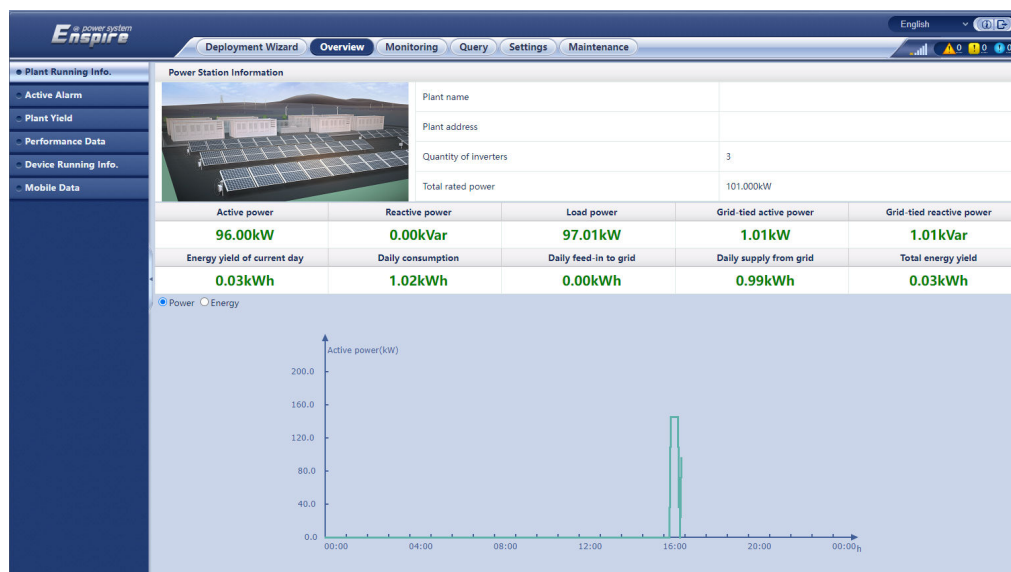 e power system
Enspire
English
Deployment Wizard Overview Monitoring Query Settings Maintenance
0 0 0
Plant Running Info.
Active Alarm
Plant Yield
Performance Data
Device Running Info.
Mobile Data
Power Station Information
Plant name
Plant address
Quantity of inverters 3
Total rated power 101.000kW
Active power Reactive power Load power Grid-tied active power Grid-tied reactive power
96.00kW 0.00kVar 97.01kW 1.01kW 1.01kVar
Energy yield of current day Daily consumption Daily feed-in to grid Daily supply from grid Total energy yield
0.03kWh 1.02kWh 0.00kWh 0.99kWh 0.03kWh
Power Energy
Active power(kW)
200.0
160.0
120.0
80.0
40.0
0.0
00:00 04:00 08:00 12:00 16:00 20:00 00:00 h